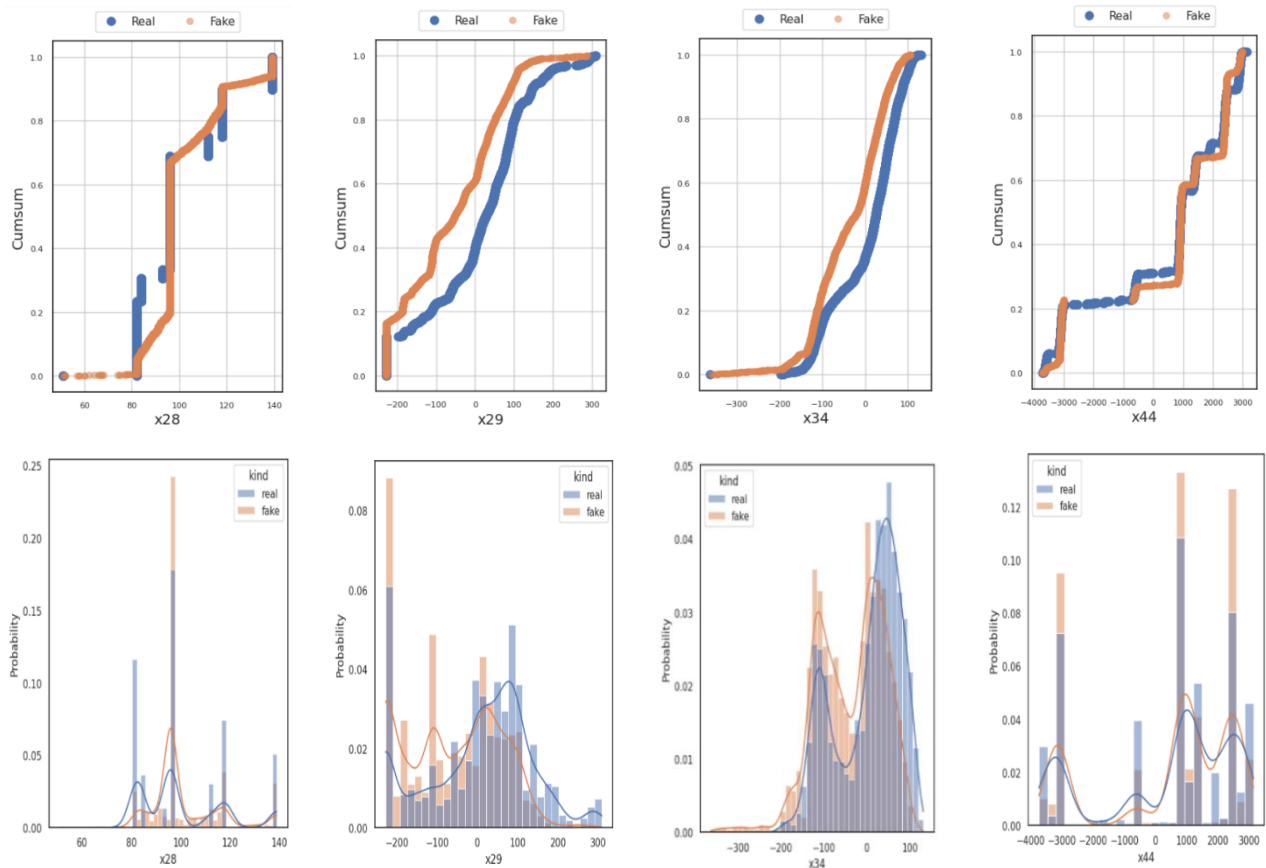 Real Fake
Cumsum
1.0
0.8
0.6
0.4
0.2
0.0
60 80 100 120 140
x28
Real Fake
Cumsum
1.0
0.8
0.6
0.4
0.2
0.0
−200 −100 0 100 200 300
x29
Real Fake
Cumsum
1.0
0.8
0.6
0.4
0.2
0.0
−300 −200 −100 0 100
x34
Real Fake
Cumsum
1.0
0.8
0.6
0.4
0.2
0.0
−4000 −3000 −2000 −1000 0 1000 2000 3000
x44
kind
real
fake
Probability
0.25
0.20
0.15
0.10
0.05
0.00
60 80 100 120 140
x28
kind
real
fake
Probability
0.08
0.06
0.04
0.02
0.00
−200 −100 0 100 200 300
x29
kind
real
fake
Probability
0.05
0.04
0.03
0.02
0.01
0.00
−300 −200 −100 0 100
x34
kind
real
fake
Probability
0.12
0.10
0.08
0.06
0.04
0.02
0.00
−4000 −3000 −2000 −1000 0 1000 2000 3000
x44